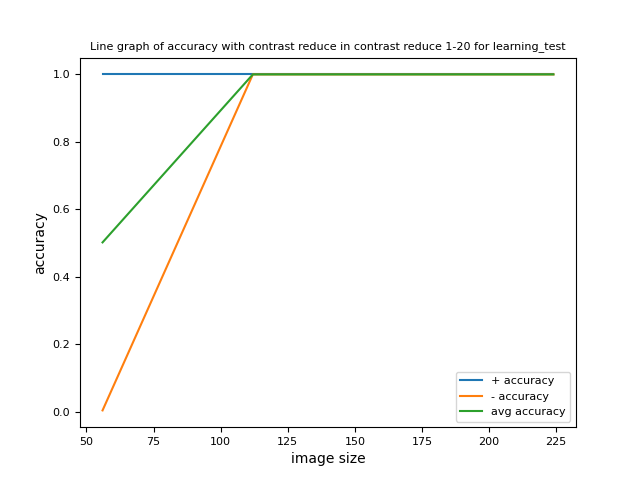 Line graph of accuracy with contrast reduce in contrast reduce 1-20 for learning_test
1.0
0.8
0.6
0.4
0.2
0.0
accuracy
50 75 100 125 150 175 200 225
image size
+ accuracy
- accuracy
avg accuracy